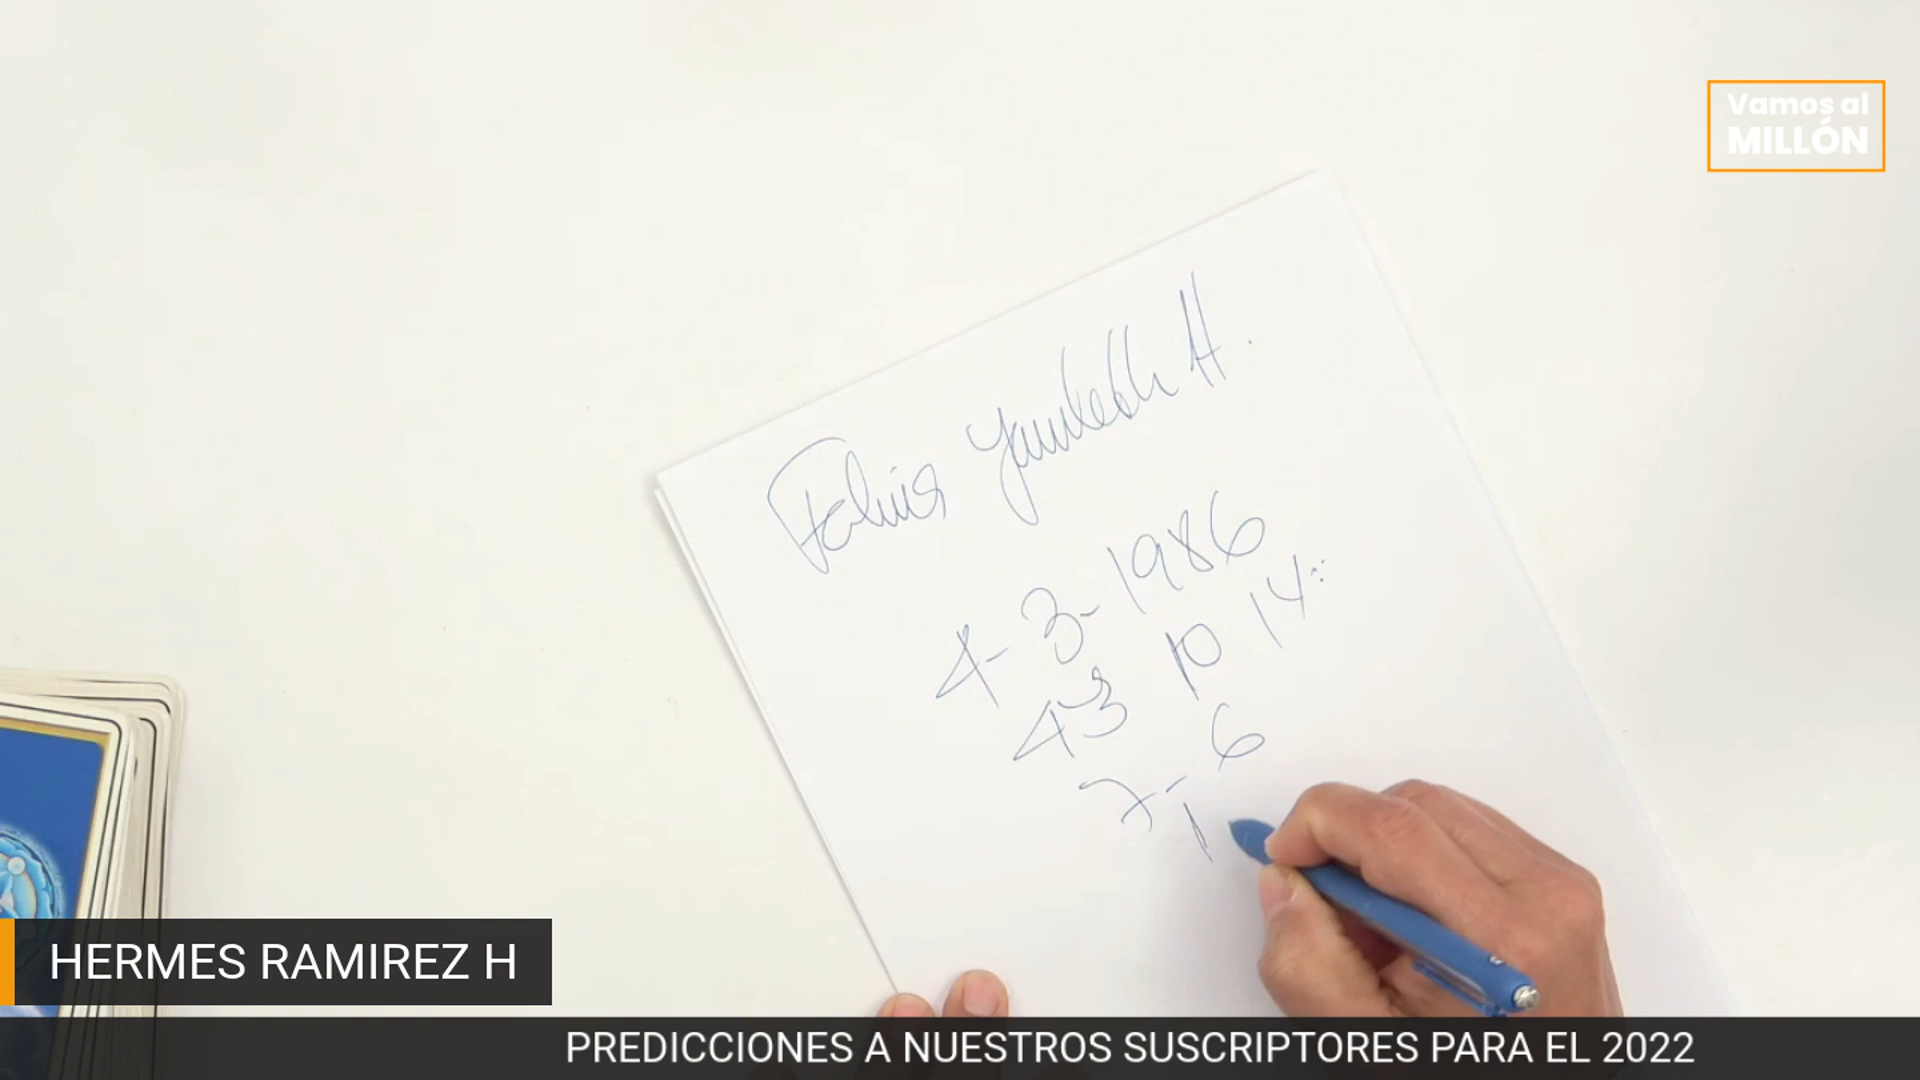 Vamos al
MILLÓN
H.
4-3-1986
43 10 14
7-6
1
HERMES RAMIREZ H
PREDICCIONES A NUESTROS SUSCRIPTORES PARA EL 2022